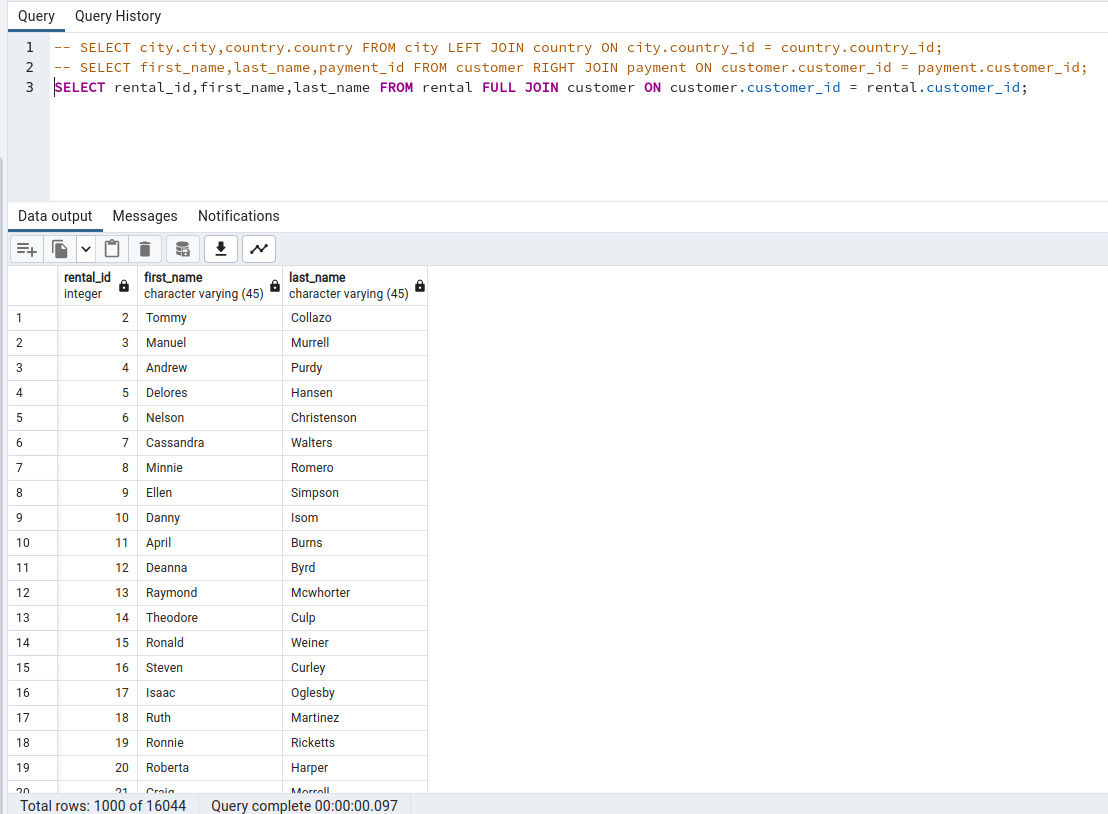 Query Query History
1 -- SELECT city.city,country.country FROM city LEFT JOIN country ON city.country_id = country.country_id;
2 -- SELECT first_name,last_name,payment_id FROM customer RIGHT JOIN payment ON customer.customer_id = payment.customer_id;
3 SELECT rental_id,first_name,last_name FROM rental FULL JOIN customer ON customer.customer_id = rental.customer_id;
Data output Messages Notifications
rental_id first_name last_name
integer character varying (45) character varying (45)
1 2 Tommy Collazo
2 3 Manuel Murrell
3 4 Andrew Purdy
4 5 Delores Hansen
5 6 Nelson Christenson
6 7 Cassandra Walters
7 8 Minnie Romero
8 9 Ellen Simpson
9 10 Danny Isom
10 11 April Burns
11 12 Deanna Byrd
12 13 Raymond Mcwhorter
13 14 Theodore Culp
14 15 Ronald Weiner
15 16 Steven Curley
16 17 Isaac Oglesby
17 18 Ruth Martinez
18 19 Ronnie Ricketts
19 20 Roberta Harper
20 21 Craig Morrell
Total rows: 1000 of 16044 Query complete 00:00:00.097